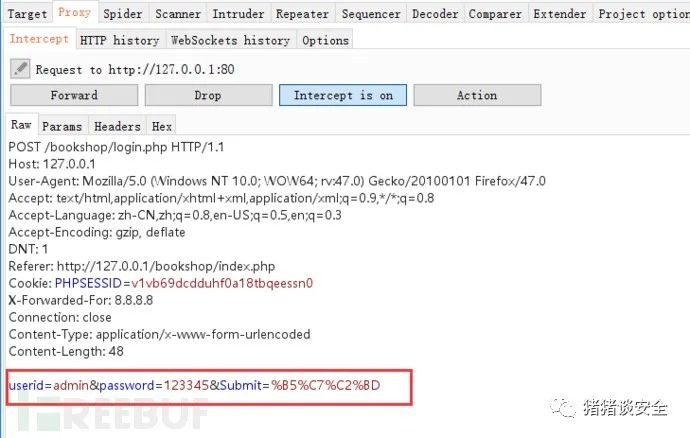 Target Proxy Spider Scanner Intruder Repeater Sequencer Decoder Comparer Extender Project option
Intercept HTTP history WebSockets history Options
Request to http://127.0.0.1:80
Forward Drop Intercept is on Action
Raw Params Headers Hex
POST /bookshop/login.php HTTP/1.1
Host: 127.0.0.1
User-Agent: Mozilla/5.0 (Windows NT 10.0; WOW64; rv:47.0) Gecko/20100101 Firefox/47.0
Accept: text/html,application/xhtml+xml,application/xml;q=0.9,*/*;q=0.8
Accept-Language: zh-CN,zh;q=0.8,en-US;q=0.5,en;q=0.3
Accept-Encoding: gzip, deflate
DNT: 1
Referer: http://127.0.0.1/bookshop/index.php
Cookie: PHPSESSID=v1vb69dcdduhf0a18tbqeessn0
X-Forwarded-For: 8.8.8.8
Connection: close
Content-Type: application/x-www-form-urlencoded
Content-Length: 48
userid=admin&password=123345&Submit=%B5%C7%C2%BD
FREEBUF
猪猪谈安全